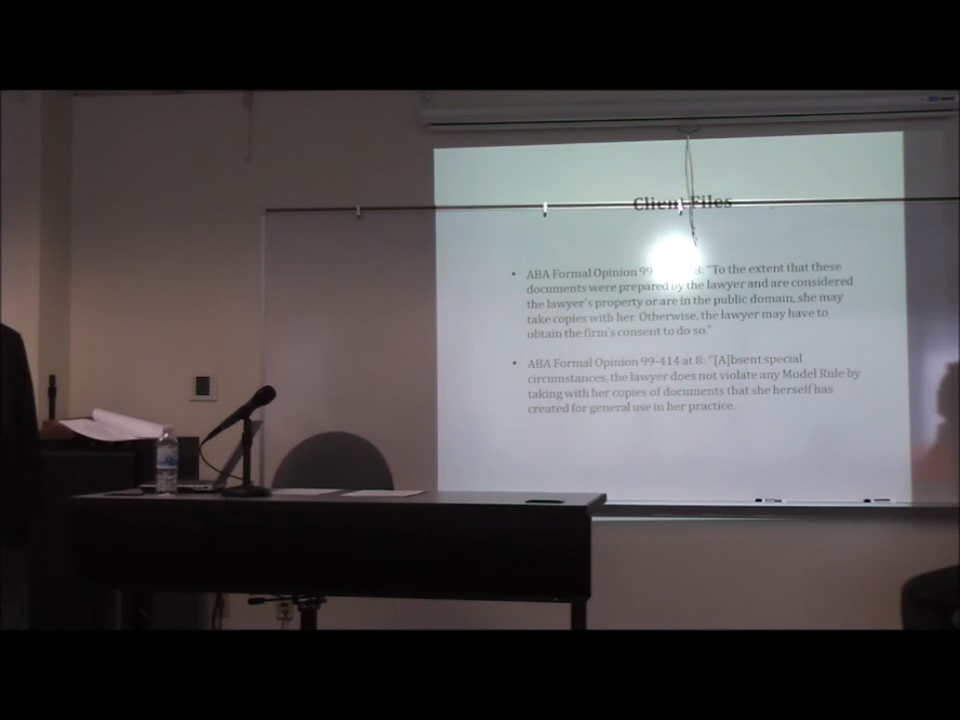 Client Files
• ABA Formal Opinion 99 8: "To the extent that these
documents were prepared by the lawyer and are considered
the lawyer's property or are in the public domain, she may
take copies with her. Otherwise, the lawyer may have to
obtain the firm's consent to do so."
• ABA Formal Opinion 99-414 at 8: "[A]bsent special
circumstances, the lawyer does not violate any Model Rule by
taking with her copies of documents that she herself has
created for general use in her practice.